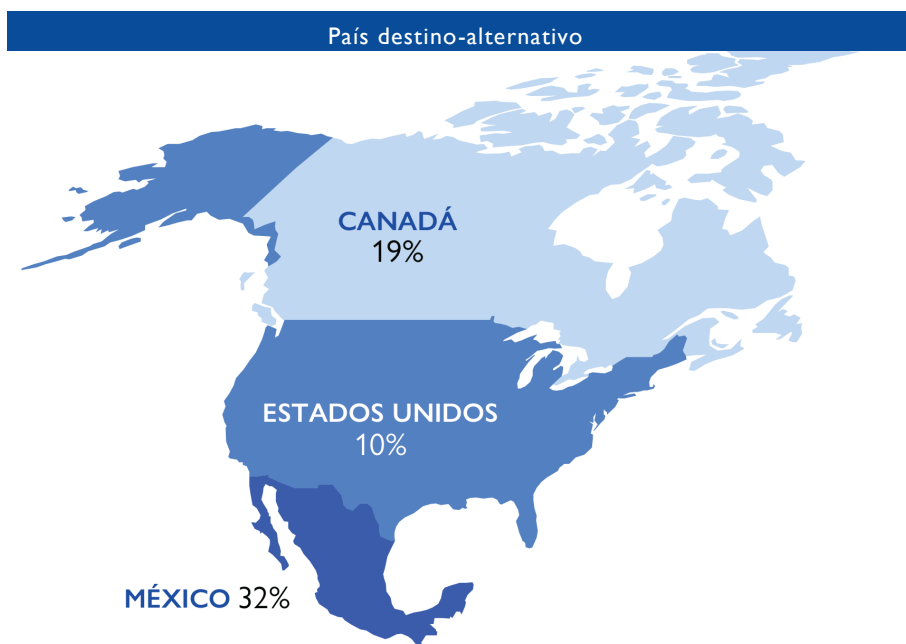 País destino-alternativo
CANADÁ
19%
ESTADOS UNIDOS
10%
MÉXICO 32%